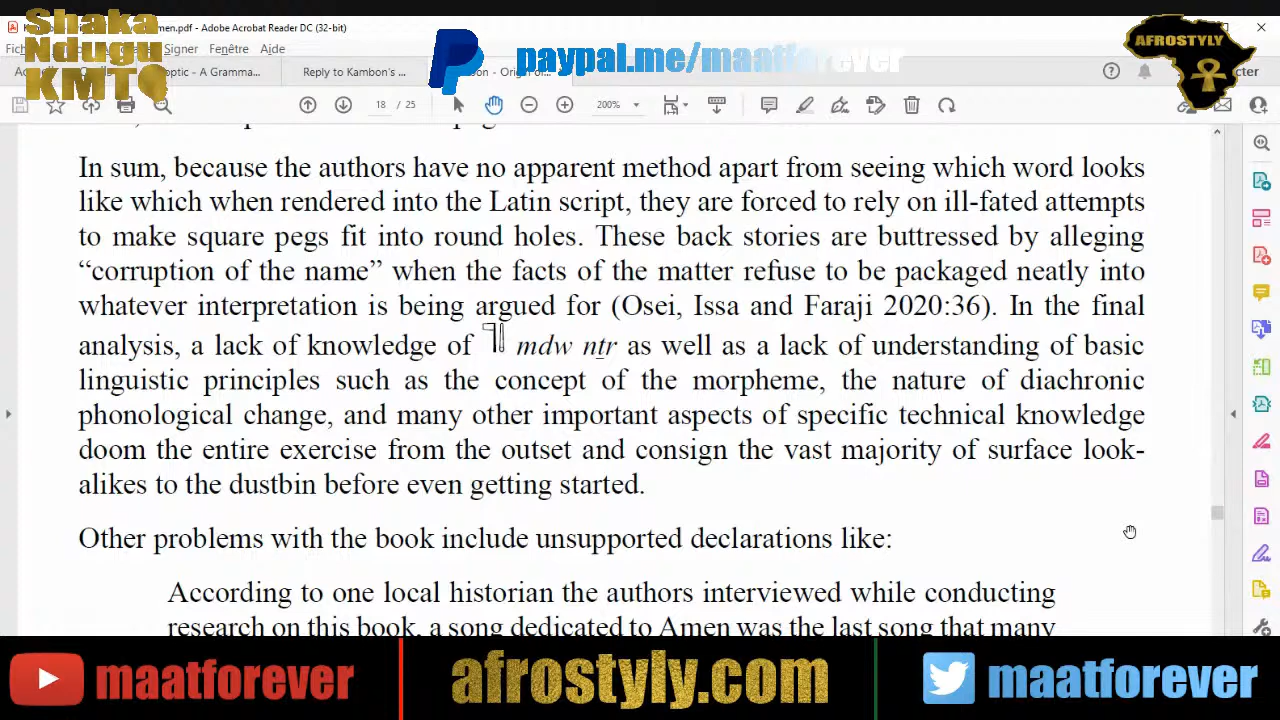 Shaka
Ndugu
KMT
men.pdf - Adobe Acrobat Reader DC (32-bit)
Signer Fenêtre Aide
optic - A Gramma...
Reply to Kambon's ...
paypal.me/maatforever
AFROSTYLY
18 / 25
200%
In sum, because the authors have no apparent method apart from seeing which word looks
like which when rendered into the Latin script, they are forced to rely on ill-fated attempts
to make square pegs fit into round holes. These back stories are buttressed by alleging
“corruption of the name” when the facts of the matter refuse to be packaged neatly into
whatever interpretation is being argued for (Osei, Issa and Faraji 2020:36). In the final
analysis, a lack of knowledge of 𓊹𓌃 mdw nṯr as well as a lack of understanding of basic
linguistic principles such as the concept of the morpheme, the nature of diachronic
phonological change, and many other important aspects of specific technical knowledge
doom the entire exercise from the outset and consign the vast majority of surface look-
alikes to the dustbin before even getting started.
Other problems with the book include unsupported declarations like:
According to one local historian the authors interviewed while conducting
research on this book, a song dedicated to Amen was the last song that many
maatforever
afrostyly.com
maatforever